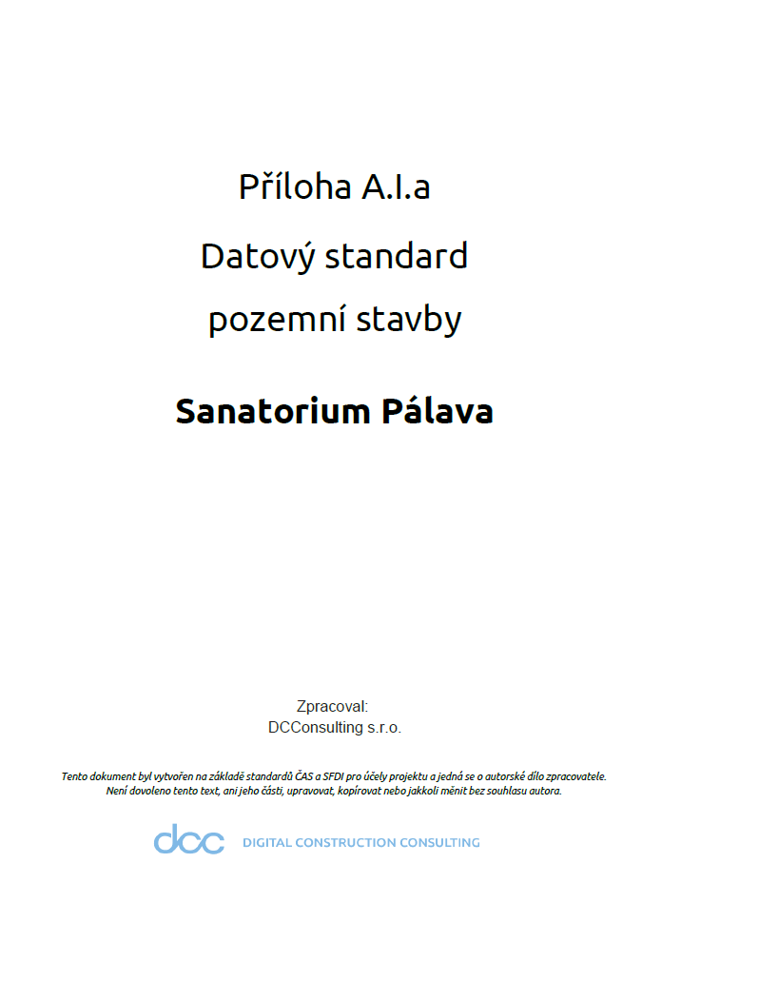 Příloha A.I.a
Datový standard
pozemní stavby
Sanatorium Pálava
Zpracoval:
DCConsulting s.r.o.
Tento dokument byl vytvořen na základě standardů ČAS a SFDI pro účely projektu a jedná se o autorské dílo zpracovatele.
Není dovoleno tento text, ani jeho části, upravovat, kopírovat nebo jakkoli měnit bez souhlasu autora.
dcc DIGITAL CONSTRUCTION CONSULTING